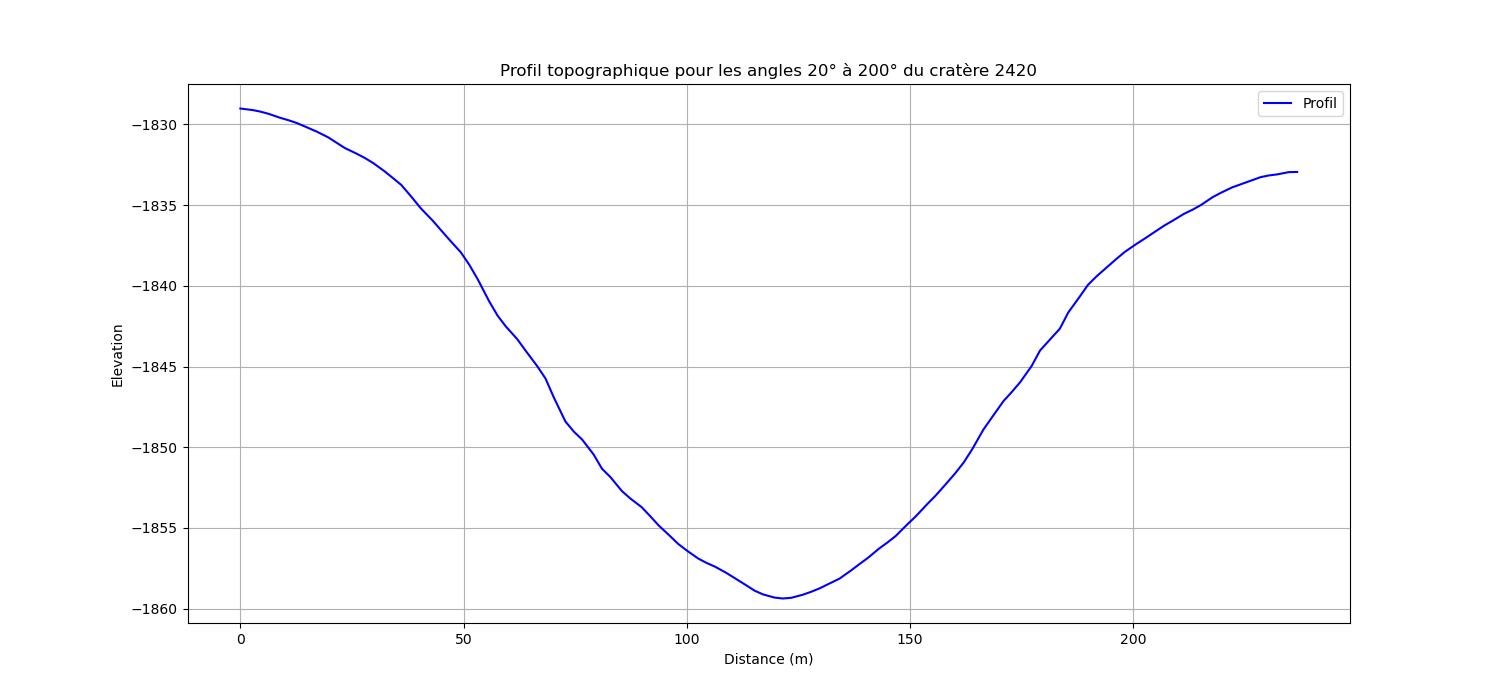 Profil topographique pour les angles 20° à 200° du cratère 2420
Profil
−1830
−1835
−1840
−1845
−1850
−1855
−1860
Elevation
0 50 100 150 200
Distance (m)